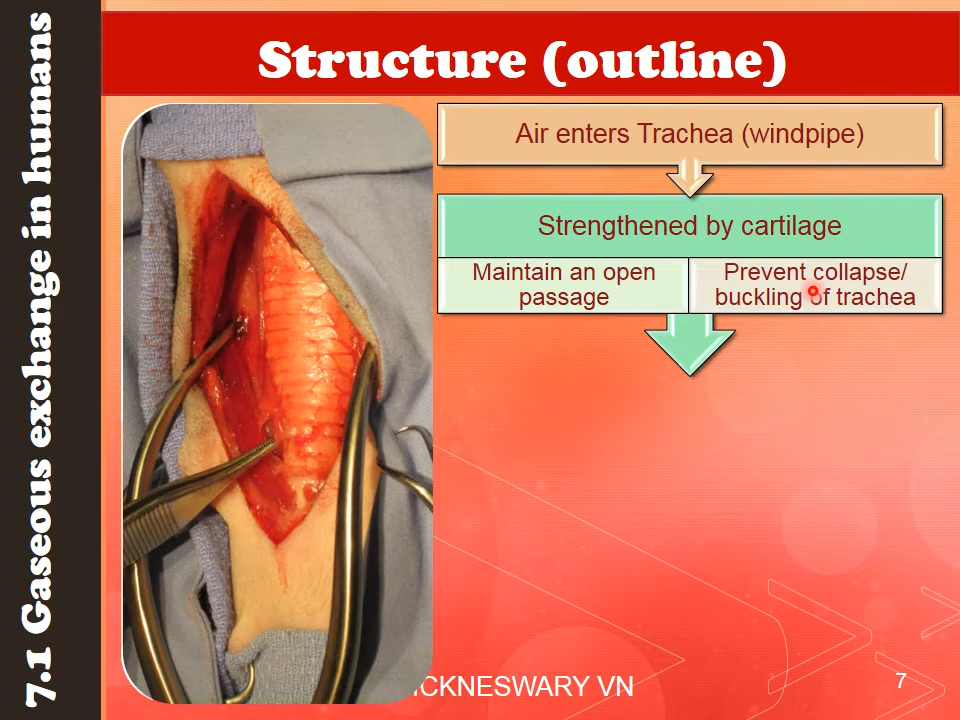 7.1 Gaseous exchange in humans
Structure (outline)
Air enters Trachea (windpipe)
Strengthened by cartilage
Maintain an open
passage
Prevent collapse/
buckling of trachea
VN
7